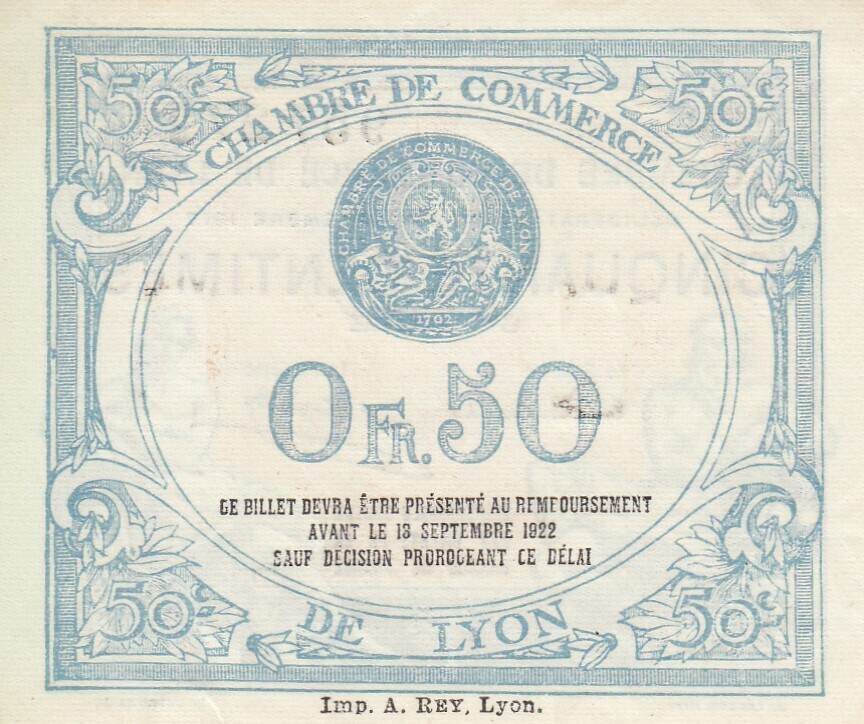 50c 50c
CHAMBRE DE COMMERCE
CHAMBRE DE COMMERCE DE LYON
1702
0 FR. 50
CE BILLET DEVRA ÊTRE PRÉSENTÉ AU REMBOURSEMENT
AVANT LE 13 SEPTEMBRE 1922
SAUF DÉCISION PROROGEANT CE DÉLAI
50c 50c
DE LYON
Imp. A. REY, Lyon.